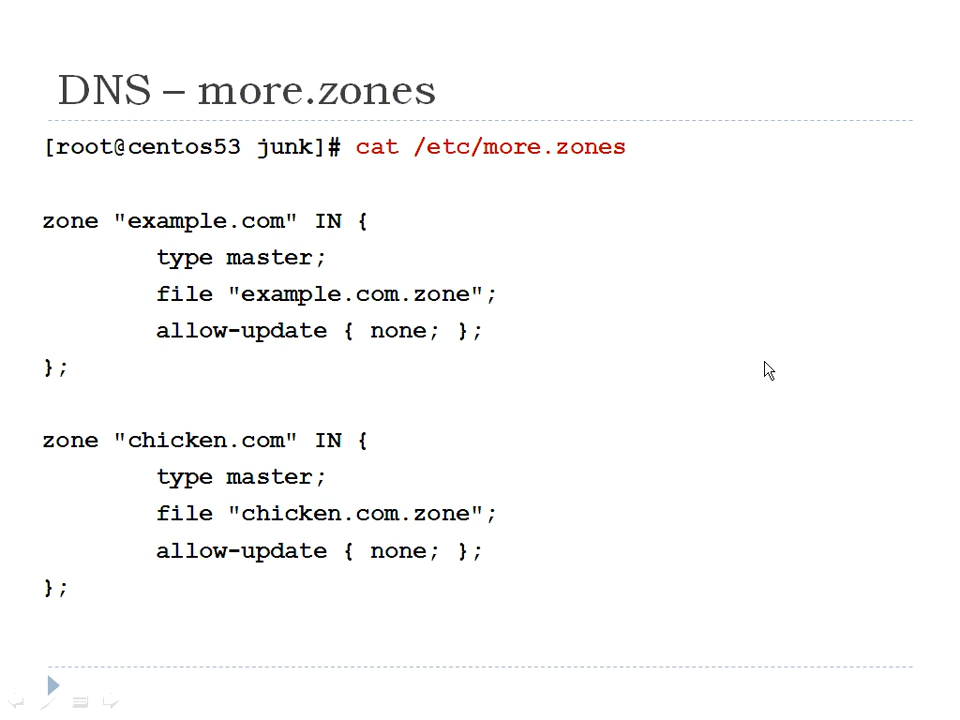 DNS – more.zones
[root@centos53 junk]# cat /etc/more.zones
zone "example.com" IN {
type master;
file "example.com.zone";
allow-update { none; };
};
zone "chicken.com" IN {
type master;
file "chicken.com.zone";
allow-update { none; };
};